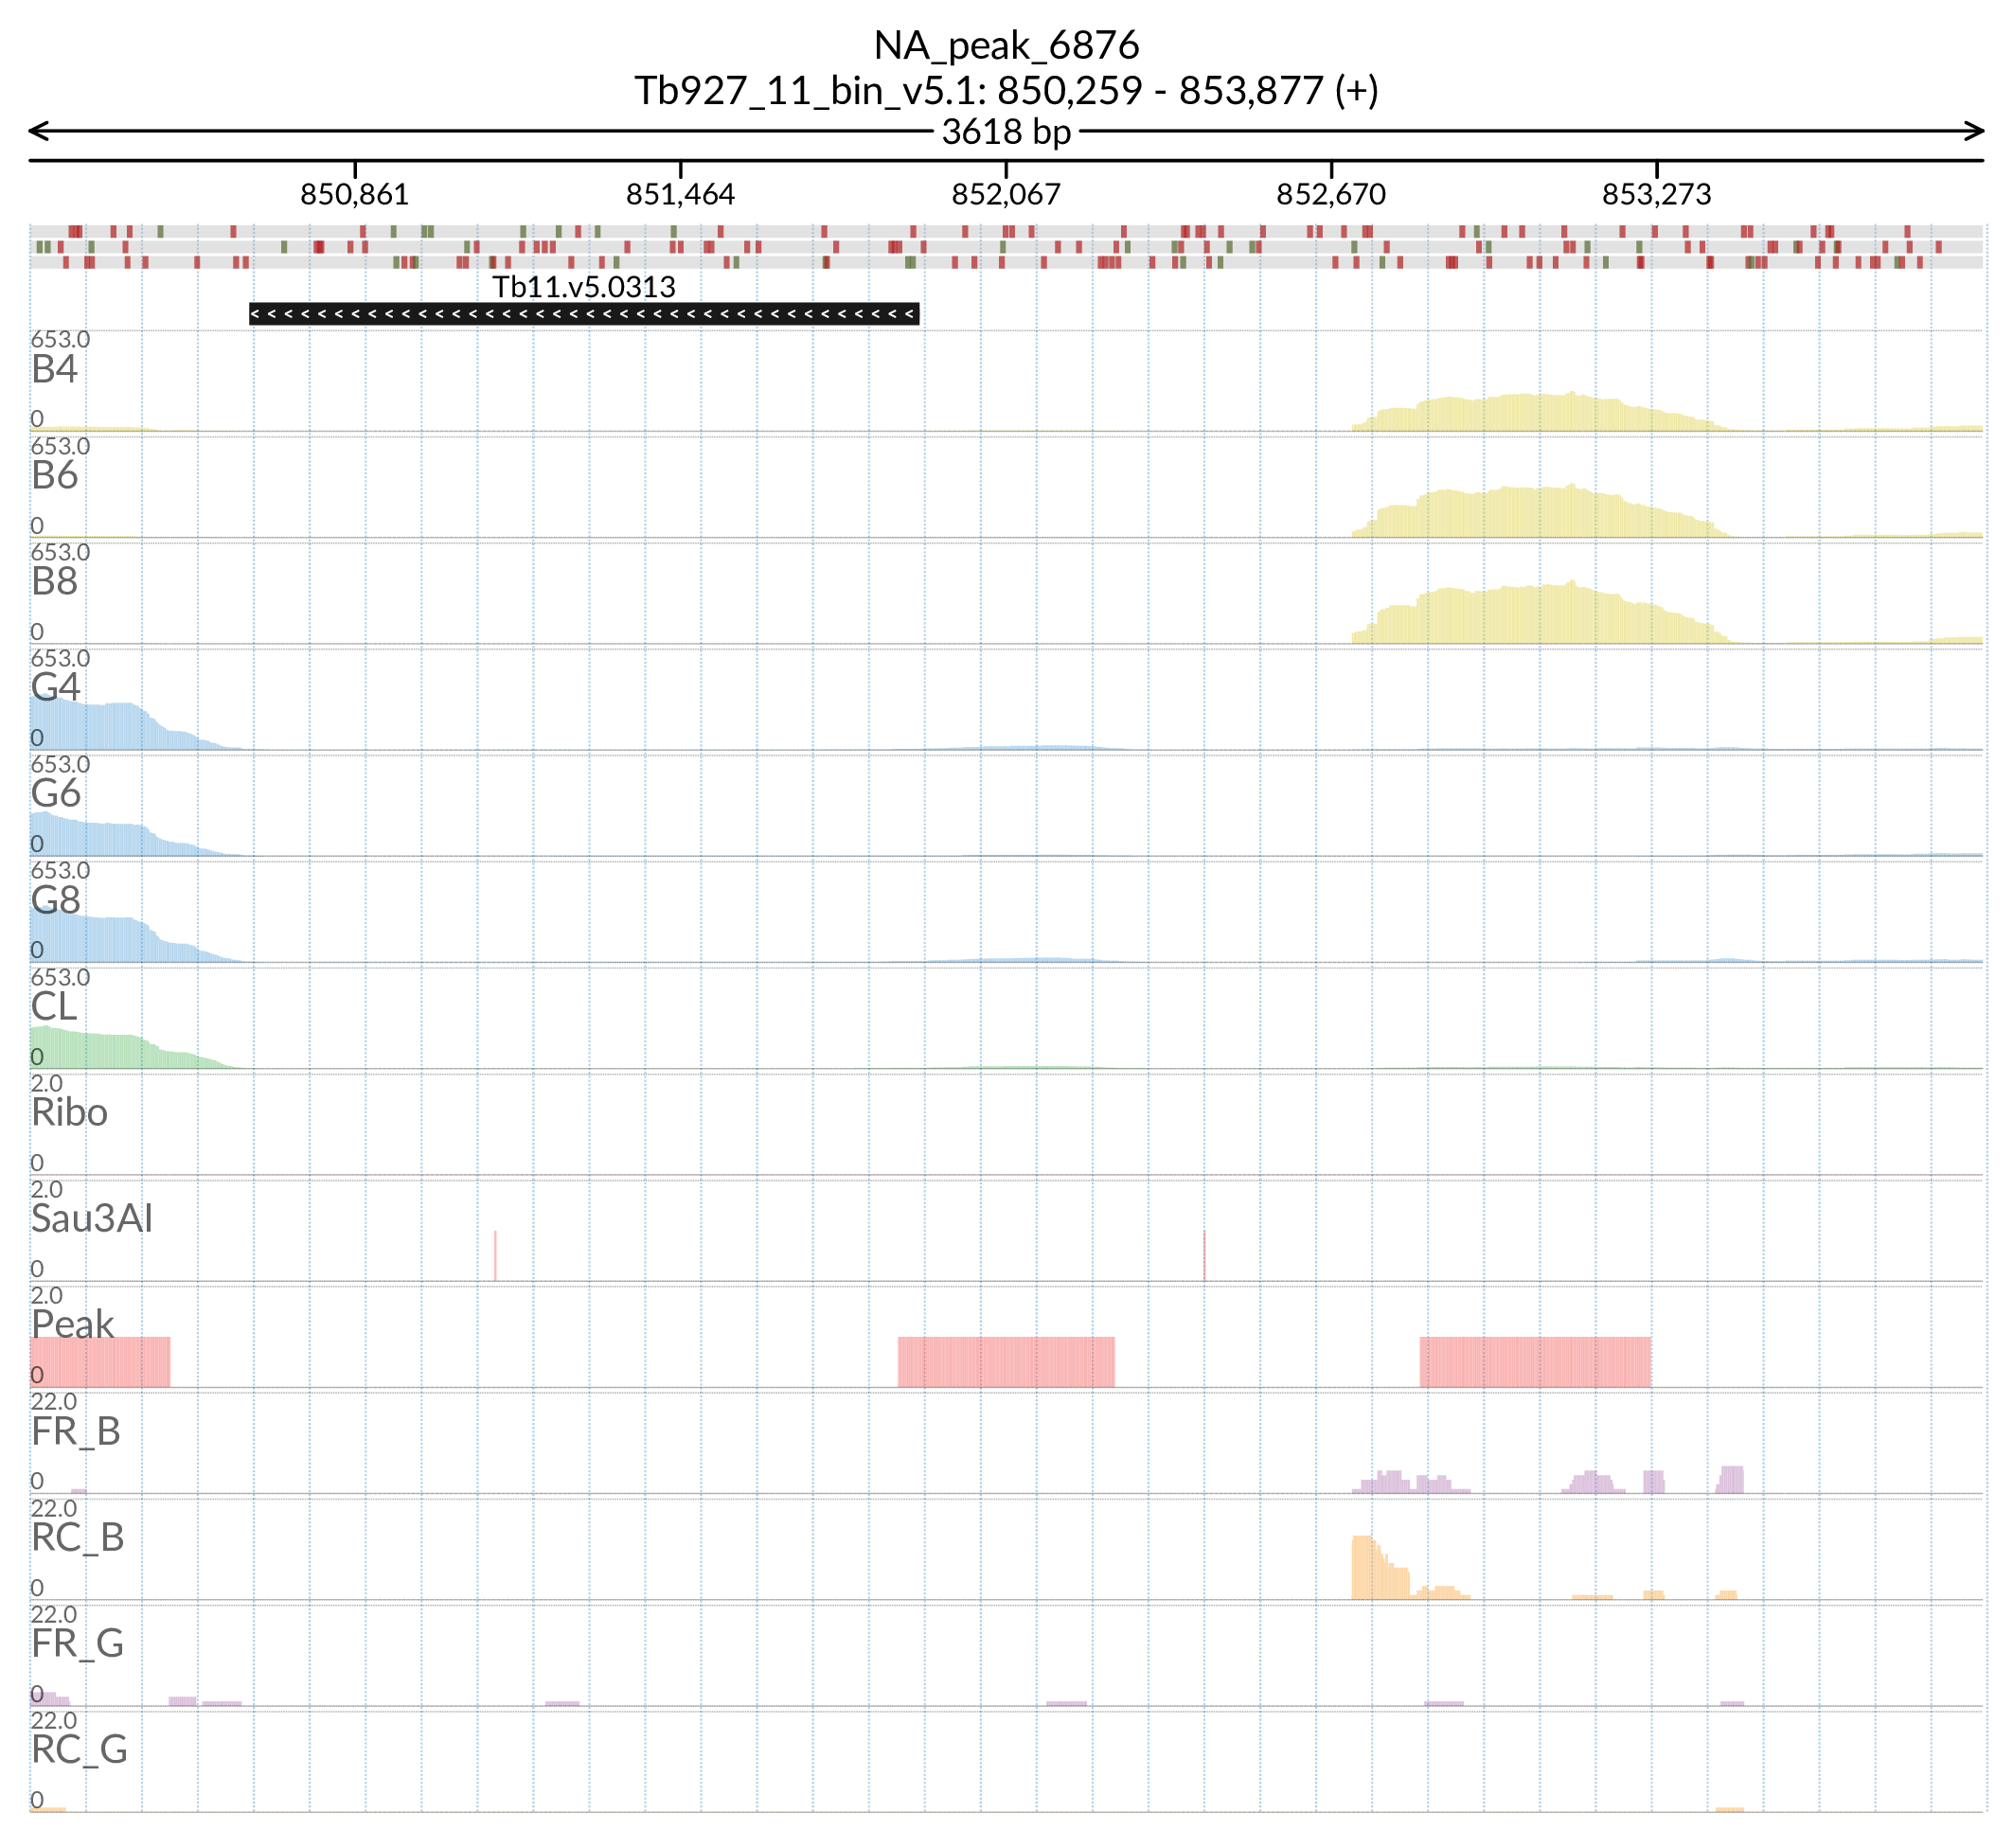 NA_peak_6876
Tb927_11_bin_v5.1: 850,259 - 853,877 (+)
3618 bp
850,861 851,464 852,067 852,670 853,273
Tb11.v5.0313
653.0
B4
0
653.0
B6
0
653.0
B8
0
653.0
G4
0
653.0
G6
0
653.0
G8
0
653.0
CL
0
2.0
Ribo
0
2.0
Sau3AI
0
2.0
Peak
0
22.0
FR_B
0
22.0
RC_B
0
22.0
FR_G
0
22.0
RC_G
0